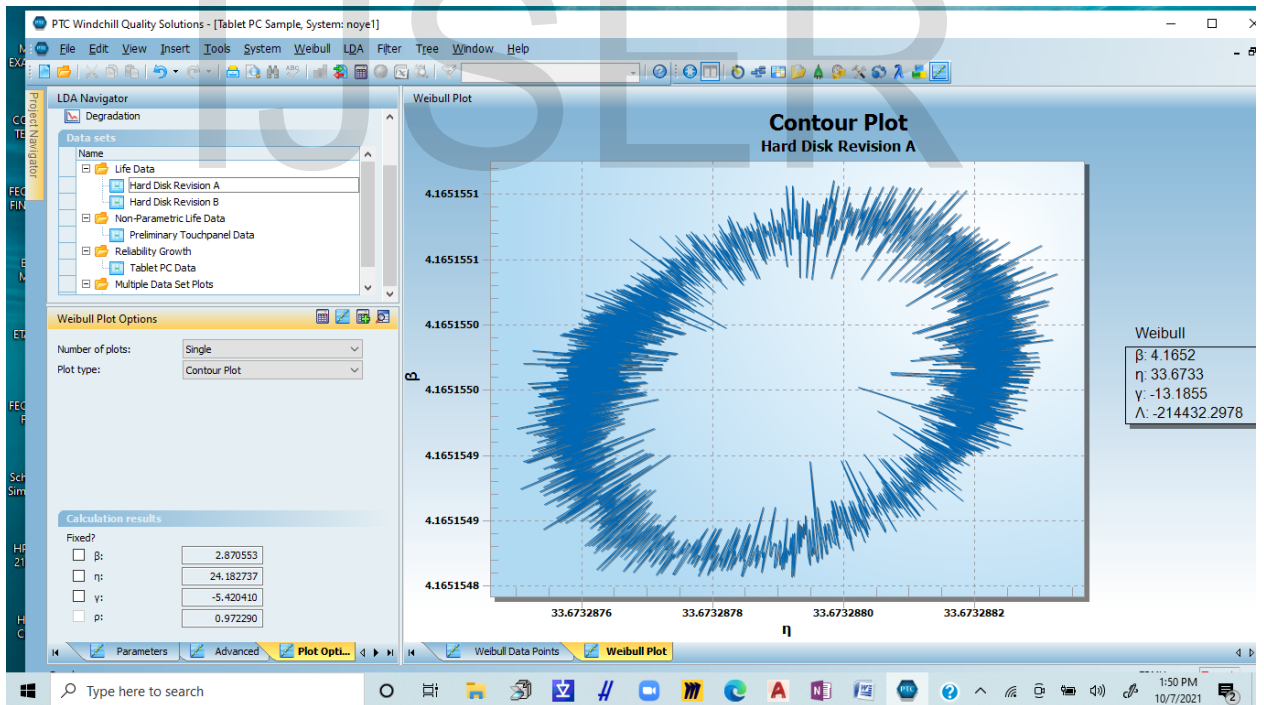 IJSER
PTC Windchill Quality Solutions - [Tablet PC Sample, System: noye1]
File Edit View Insert Tools System Weibull LDA Filter Tree Window Help
Project Navigator
LDA Navigator
Degradation
Data sets
Name
Life Data
Hard Disk Revision A
Hard Disk Revision B
Non-Parametric Life Data
Preliminary Touchpanel Data
Reliability Growth
Tablet PC Data
Multiple Data Set Plots
Weibull Plot Options
Number of plots: Single
Plot type: Contour Plot
Calculation results
Fixed?
β: 2.870553
η: 24.182737
γ: -5.420410
ρ: 0.972290
Parameters Advanced Plot Opti...
Weibull Plot
Contour Plot
Hard Disk Revision A
4.1651551
4.1651551
4.1651550
4.1651550
4.1651549
4.1651549
4.1651548
β
33.6732876 33.6732878 33.6732880 33.6732882
η
Weibull
β: 4.1652
η: 33.6733
γ: -13.1855
Λ: -214432.2978
Weibull Data Points Weibull Plot
Type here to search
1:50 PM
10/7/2021
2